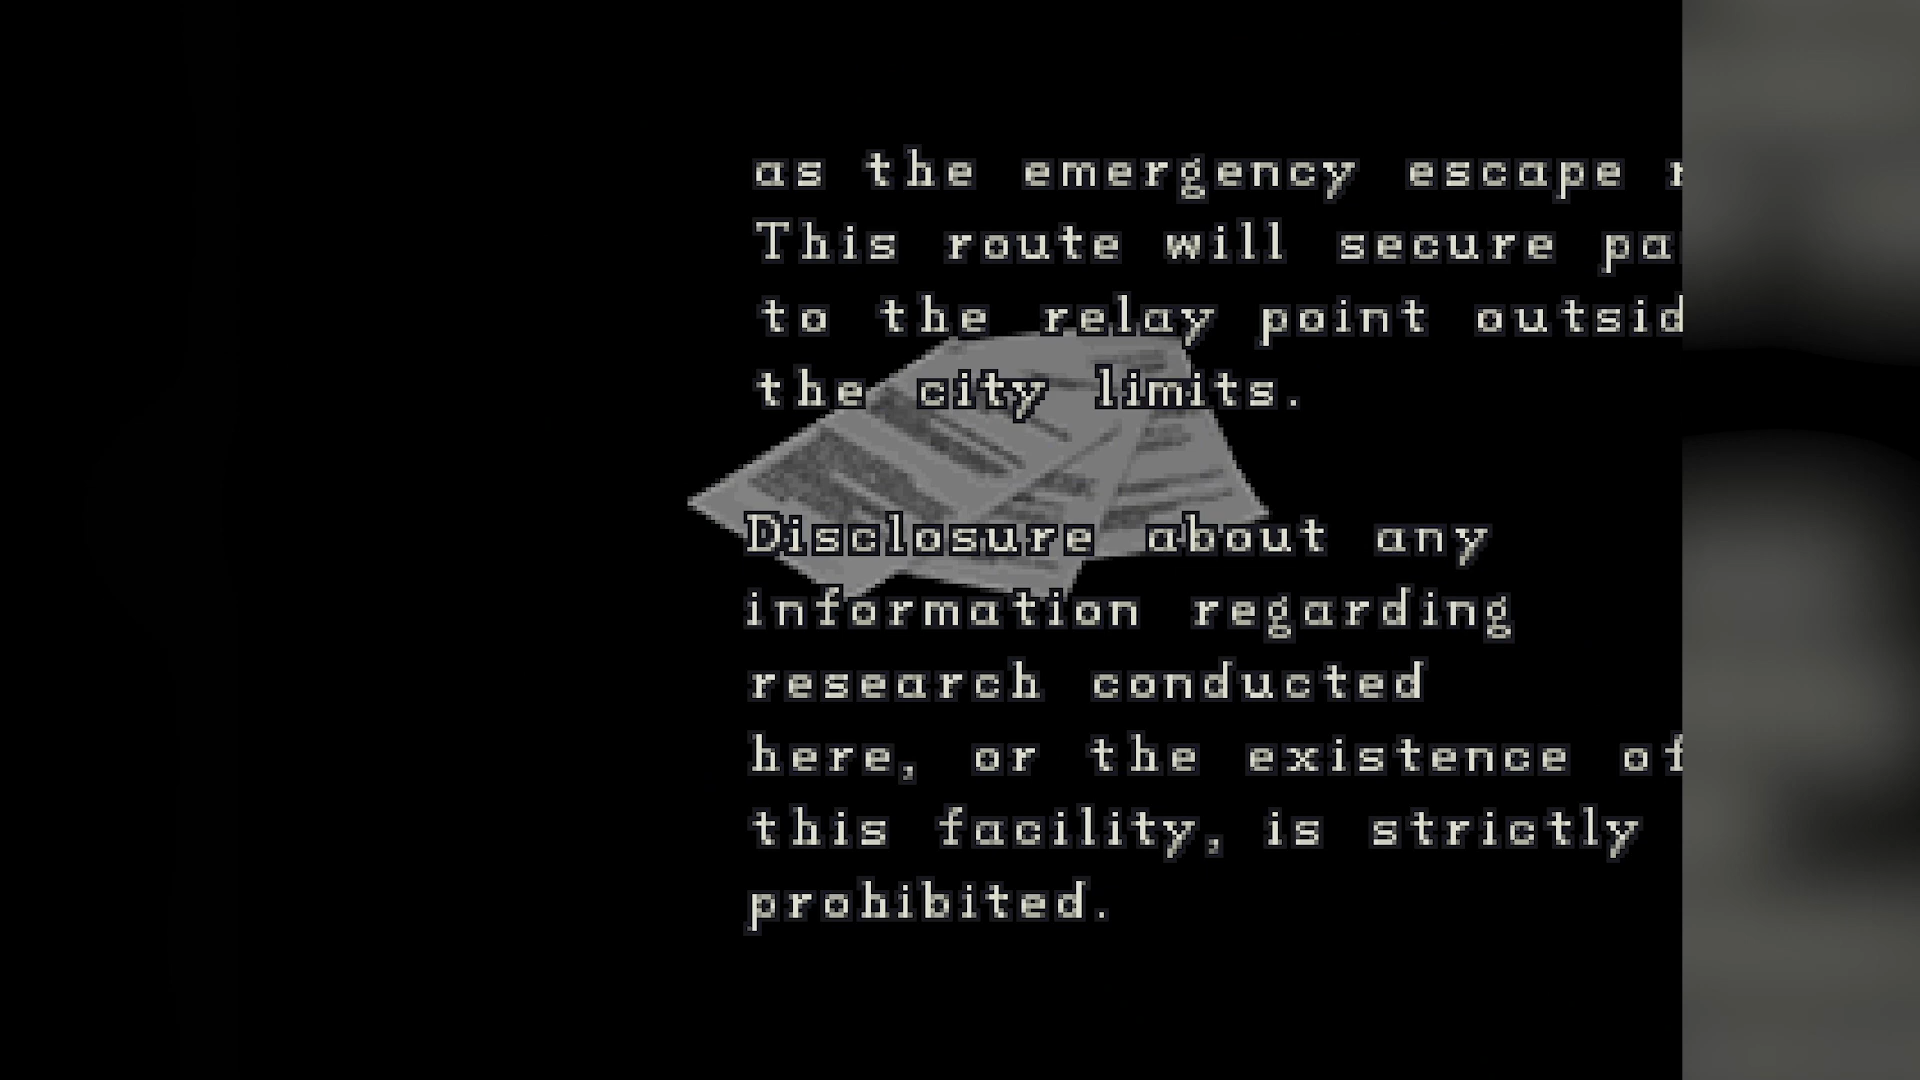 as the emergency escape
This route will secure
to the relay point
the city limits.
Disclosure about any
information regarding
research conducted
here, or the existence of
this facility, is strictly
prohibited.